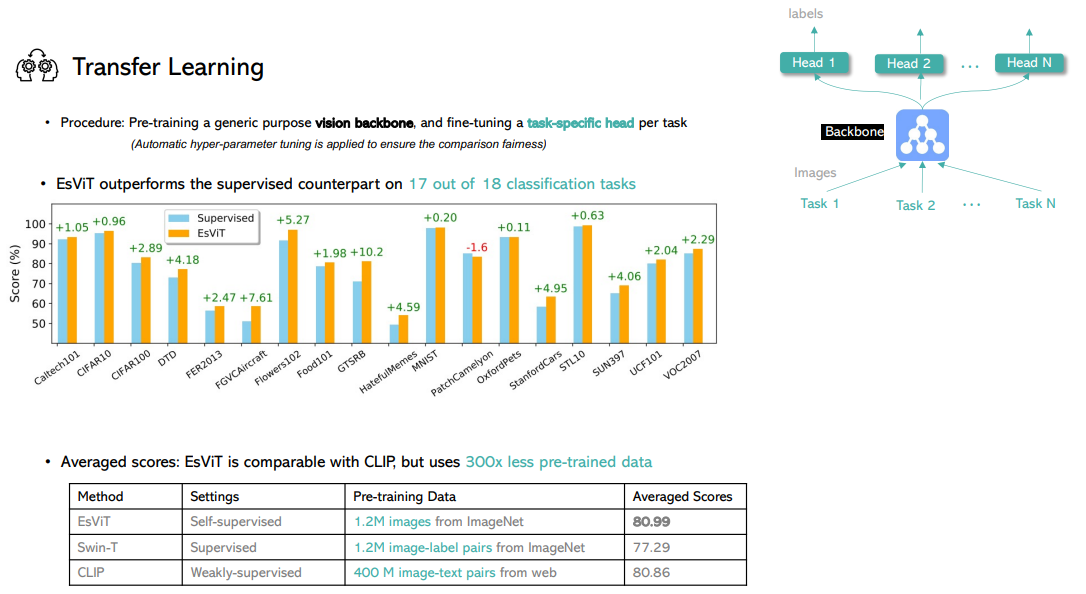 Transfer Learning
• Procedure: Pre-training a generic purpose vision backbone, and fine-tuning a task-specific head per task
(Automatic hyper-parameter tuning is applied to ensure the comparison fairness)
• EsViT outperforms the supervised counterpart on 17 out of 18 classification tasks
Score (%)
100
90
80
70
60
50
Supervised
EsViT
+1.05 +0.96 +2.89 +4.18 +2.47 +7.61 +5.27 +1.98 +10.2 +4.59 +0.20 -1.6 +0.11 +4.95 +0.63 +4.06 +2.04 +2.29
Caltech101 CIFAR10 CIFAR100 DTD FER2013 FGVCAircraft Flowers102 Food101 GTSRB HatefulMemes MNIST PatchCamelyon OxfordPets StanfordCars STL10 SUN397 UCF101 VOC2007
• Averaged scores: EsViT is comparable with CLIP, but uses 300x less pre-trained data
Method Settings Pre-training Data Averaged Scores
EsViT Self-supervised 1.2M images from ImageNet 80.99
Swin-T Supervised 1.2M image-label pairs from ImageNet 77.29
CLIP Weakly-supervised 400 M image-text pairs from web 80.86
labels
Head 1 Head 2 ... Head N
Backbone
Images
Task 1 Task 2 ... Task N